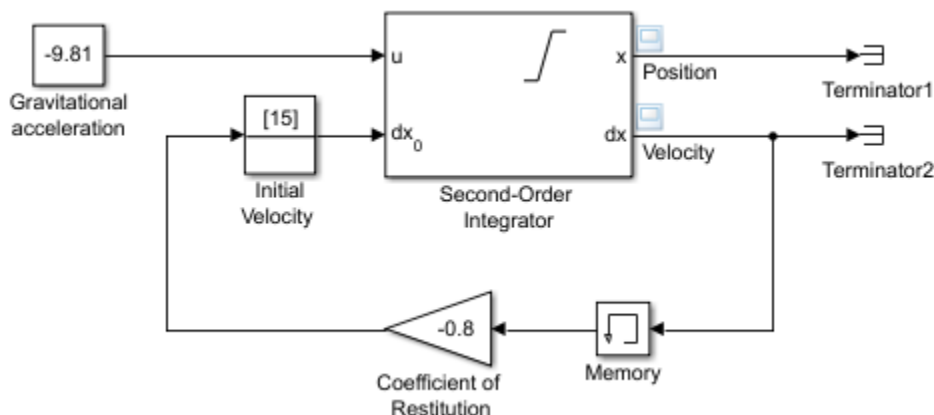 -9.81
Gravitational
acceleration
[15]
Initial
Velocity
u
dx0
x
dx
Second-Order
Integrator
Position
Velocity
Terminator1
Terminator2
-0.8
Coefficient of
Restitution
Memory